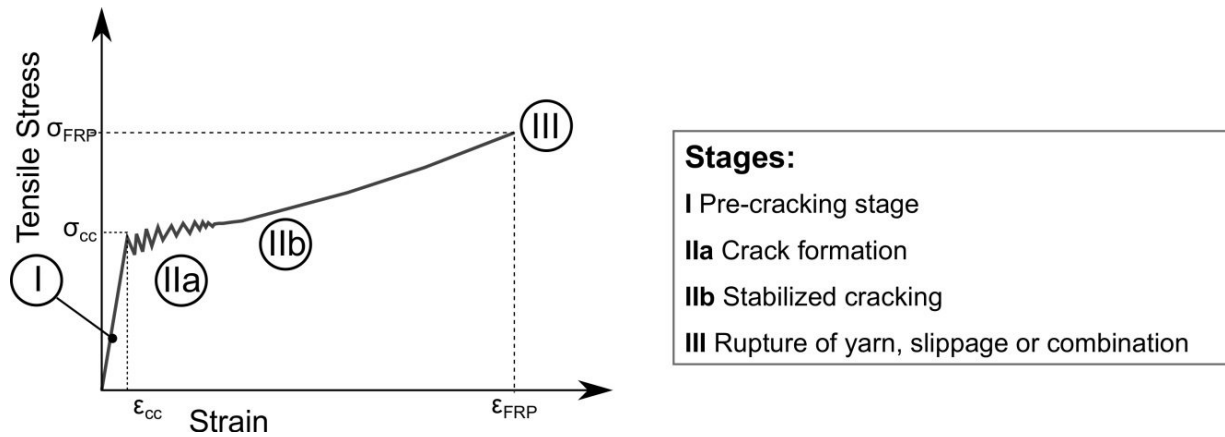 Tensile Stress
σFRP
σcc
I
IIa
IIb
III
εcc
Strain
εFRP
Stages:
I Pre-cracking stage
IIa Crack formation
IIb Stabilized cracking
III Rupture of yarn, slippage or combination